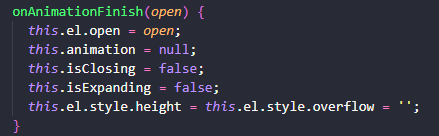 onAnimationFinish(open) {
this.el.open = open;
this.animation = null;
this.isClosing = false;
this.isExpanding = false;
this.el.style.height = this.el.style.overflow = '';
}